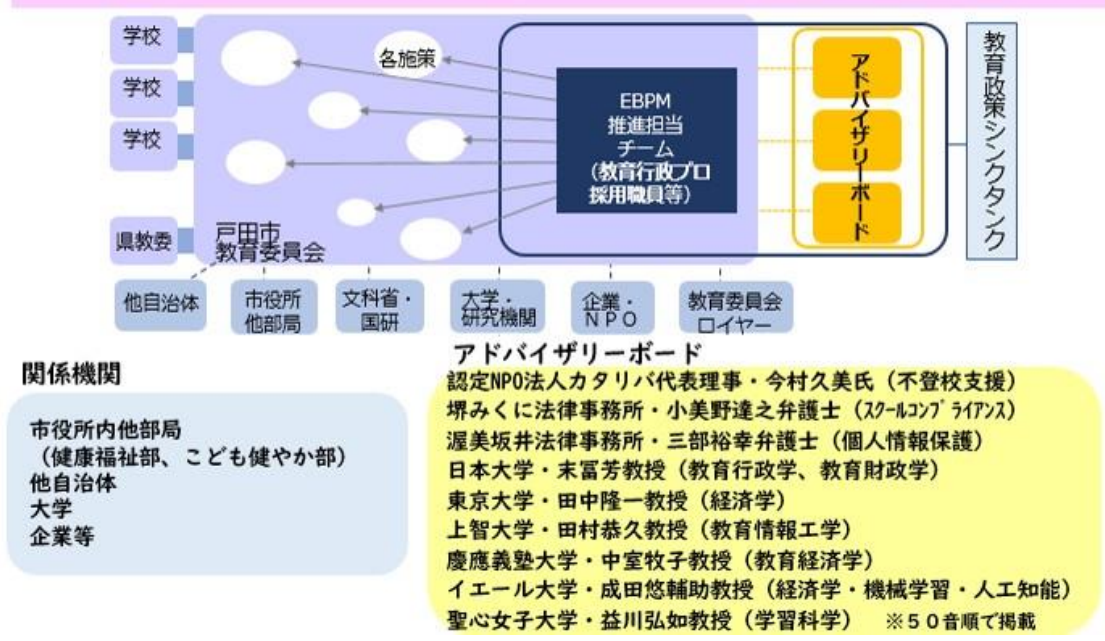 学校
学校
学校
県教委
各施策
戸田市
教育委員会
EBPM
推進担当
チーム
(教育行政プロ
採用職員等)
アドバイザリーボード
教育政策シンクタンク
他自治体
市役所
他部局
文科省・
国研
大学・
研究機関
企業・
NPO
教育委員会
ロイヤー
関係機関
市役所内他部局
(健康福祉部、こども健やか部)
他自治体
大学
企業等
アドバイザリーボード
認定NPO法人カタリバ代表理事・今村久美氏(不登校支援)
堺みくに法律事務所・小美野達之弁護士(スクールコンプライアンス)
渥美坂井法律事務所・三部裕幸弁護士(個人情報保護)
日本大学・末冨芳教授(教育行政学、教育財政学)
東京大学・田中隆一教授(経済学)
上智大学・田村恭久教授(教育情報工学)
慶應義塾大学・中室牧子教授(教育経済学)
イエール大学・成田悠輔助教授(経済学・機械学習・人工知能)
聖心女子大学・益川弘如教授(学習科学) ※50音順で掲載